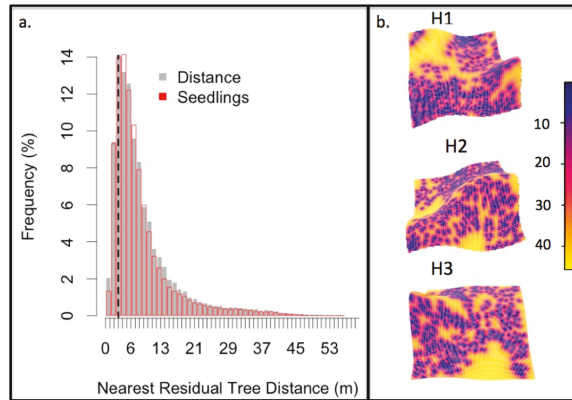 a.
Distance
Seedlings
Frequency (%)
0
2
4
6
8
10
12
14
0 6 13 21 29 37 45 53
Nearest Residual Tree Distance (m)
b.
H1
H2
H3
10
20
30
40